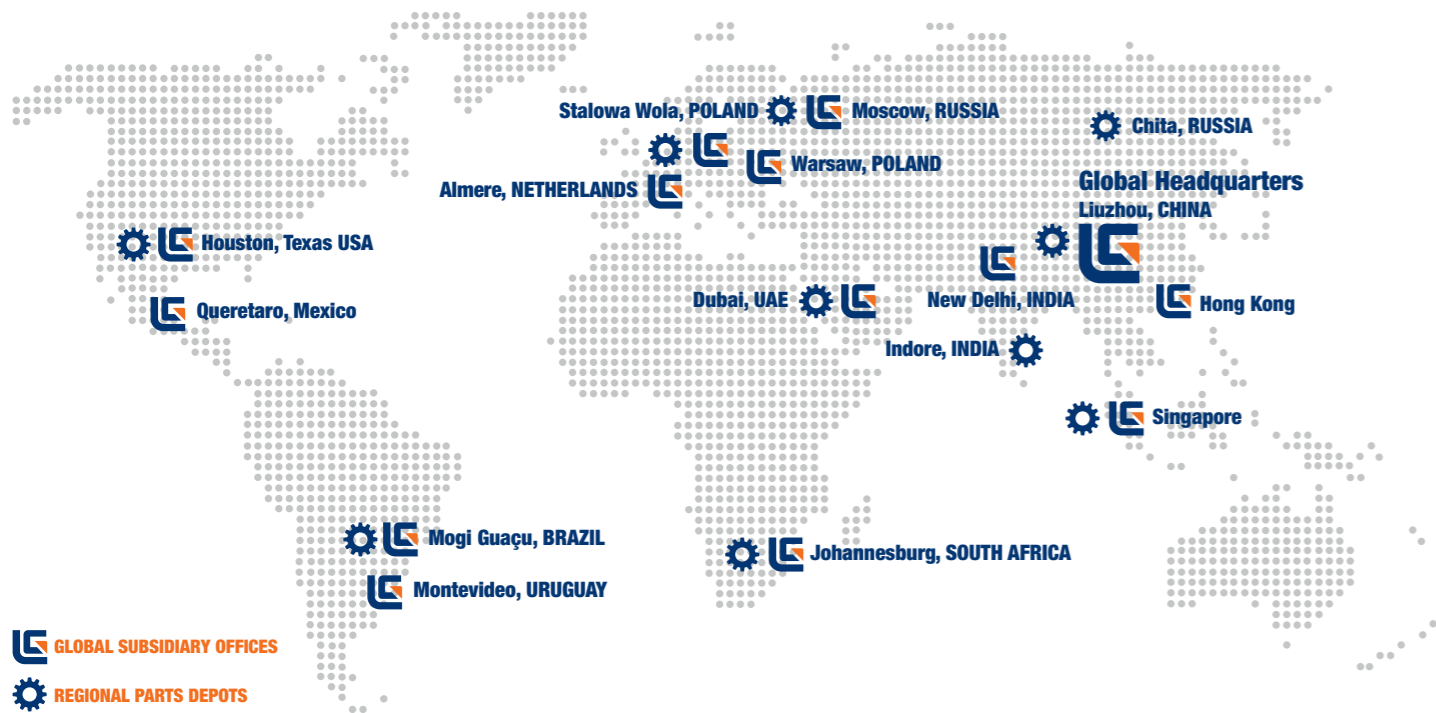 Stalowa Wola, POLAND
Moscow, RUSSIA
Chita, RUSSIA
Warsaw, POLAND
Almere, NETHERLANDS
Global Headquarters
Liuzhou, CHINA
Houston, Texas USA
Queretaro, Mexico
Dubai, UAE
New Delhi, INDIA
Hong Kong
Indore, INDIA
Singapore
Mogi Guaçu, BRAZIL
Johannesburg, SOUTH AFRICA
Montevideo, URUGUAY
GLOBAL SUBSIDIARY OFFICES
REGIONAL PARTS DEPOTS